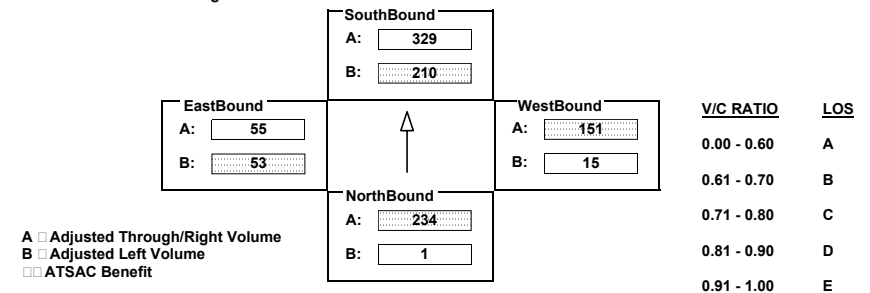 SouthBound
A: 329
B: 210
EastBound
A: 55
B: 53
WestBound
A: 151
B: 15
NorthBound
A: 234
B: 1
A □ Adjusted Through/Right Volume
B □ Adjusted Left Volume
□□ ATSAC Benefit
V/C RATIO LOS
0.00 - 0.60 A
0.61 - 0.70 B
0.71 - 0.80 C
0.81 - 0.90 D
0.91 - 1.00 E